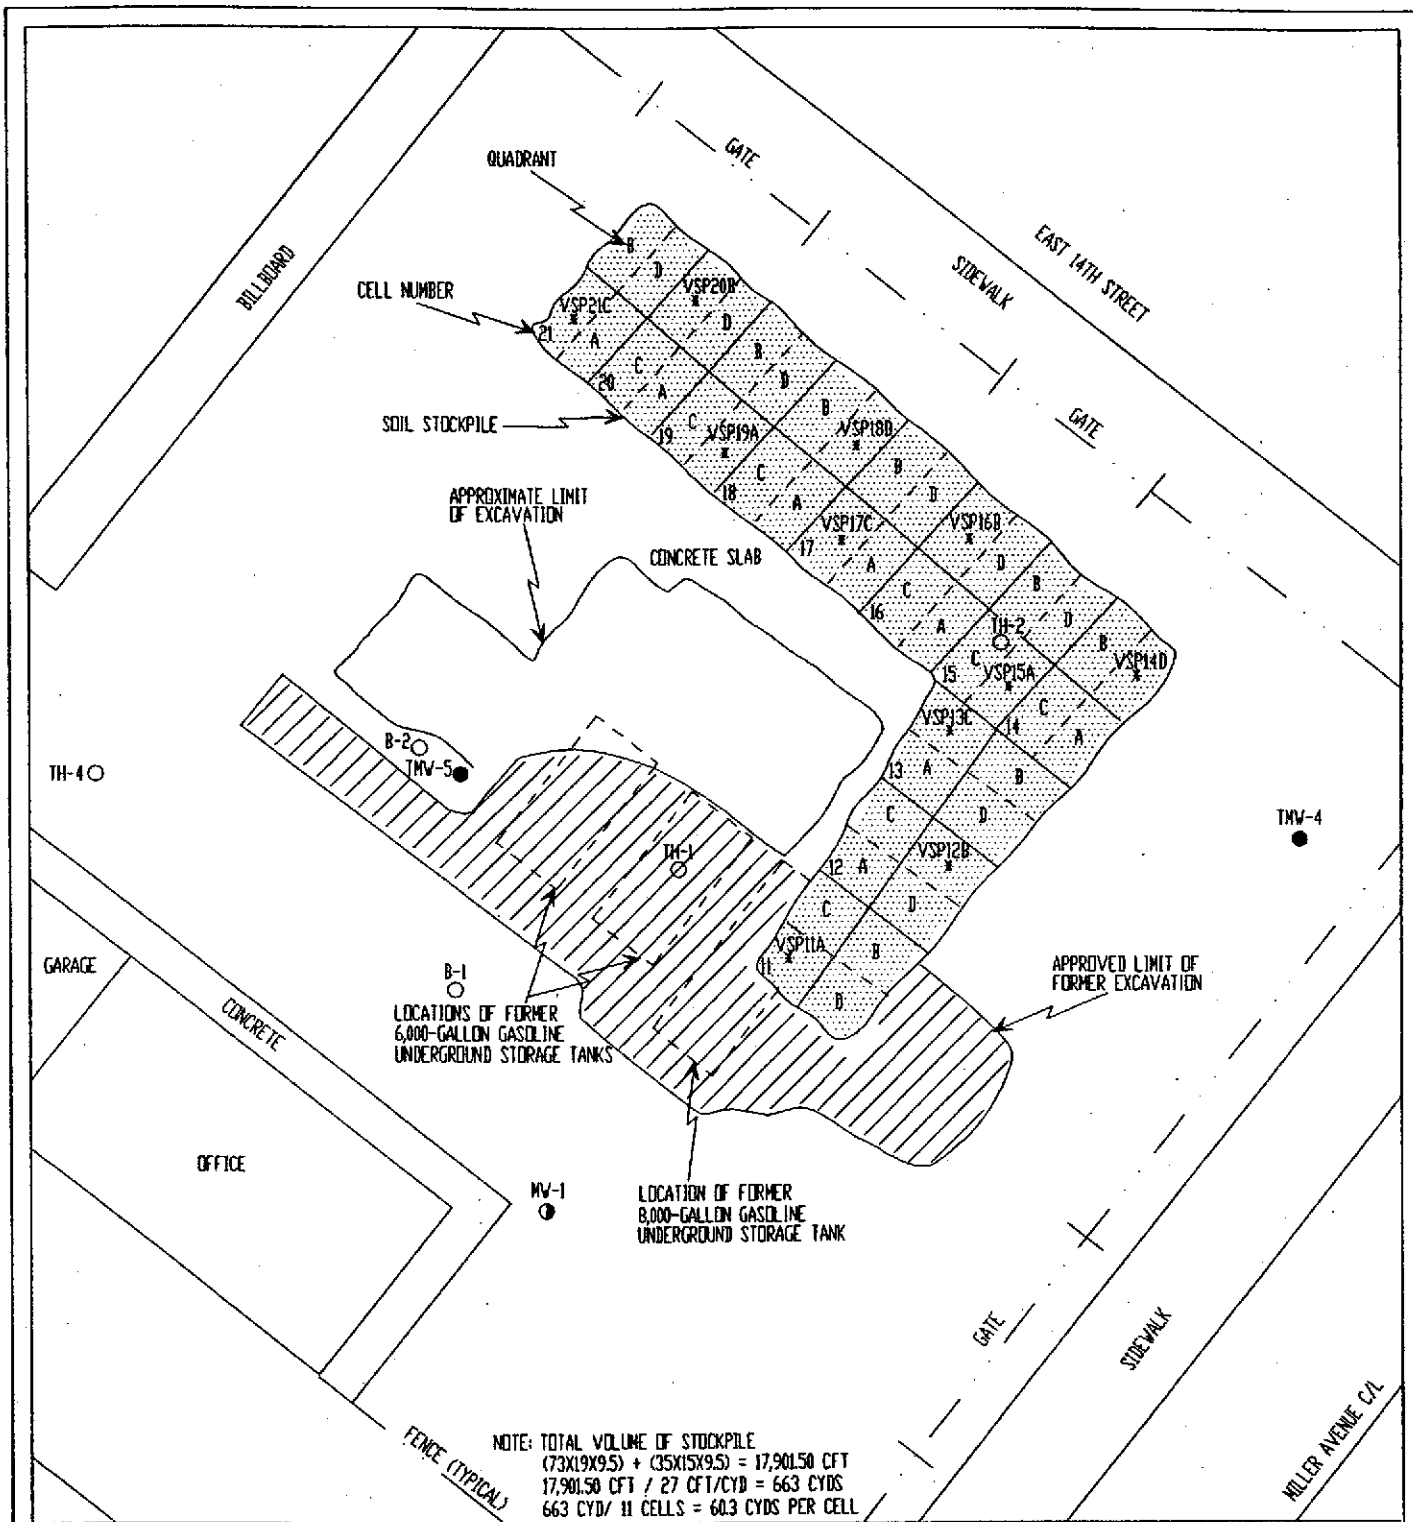 GATE
QUADRANT
EAST 14TH STREET
SIDEWALK
BILLBOARD
CELL NUMBER
B
D
VSP21C
VSP20B
21
A
D
C
B
20
A
D
SOIL STOCKPILE
C
B
GATE
19
VSP19A
VSP18D
C
B
18
A
D
APPROXIMATE LIMIT
OF EXCAVATION
VSP17C
VSP16B
17
CONCRETE SLAB
A
D
C
B
16
A
D
TH-2
B
C
VSP14D
15
VSP15A
C
VSP13C
14
A
B-2
TMW-5
TH-4
13
A
B
C
D
TMW-4
TH-1
12
A
VSP12B
C
D
VSP11A
B
11
D
GARAGE
B-1
APPROVED LIMIT OF
FORMER EXCAVATION
CONCRETE
LOCATIONS OF FORMER
6,000-GALLON GASOLINE
UNDERGROUND STORAGE TANKS
OFFICE
MW-1
LOCATION OF FORMER
8,000-GALLON GASOLINE
UNDERGROUND STORAGE TANK
GATE
SIDEWALK
MILLER AVENUE C/L
FENCE (TYPICAL)
NOTE: TOTAL VOLUME OF STOCKPILE
(73X19X9.5) + (35X15X9.5) = 17,901.50 CFT
17,901.50 CFT / 27 CFT/CYD = 663 CYDS
663 CYD/ 11 CELLS = 60.3 CYDS PER CELL